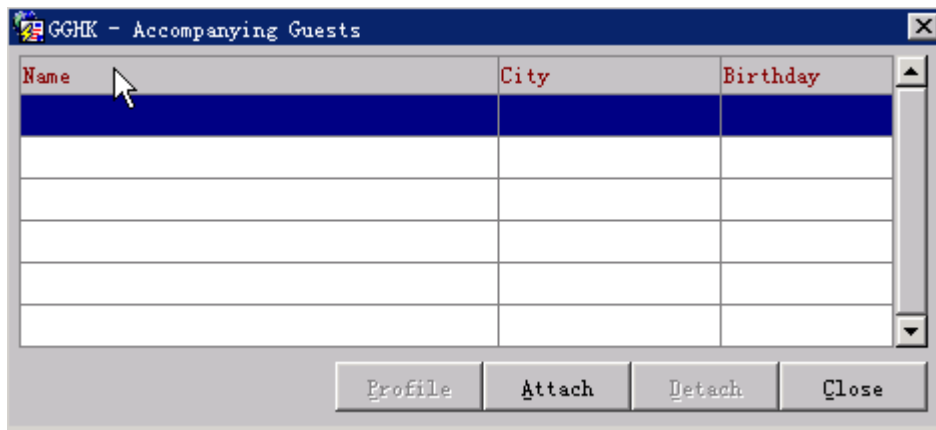 GGHK - Accompanying Guests
Name City Birthday
Profile Attach Detach Close